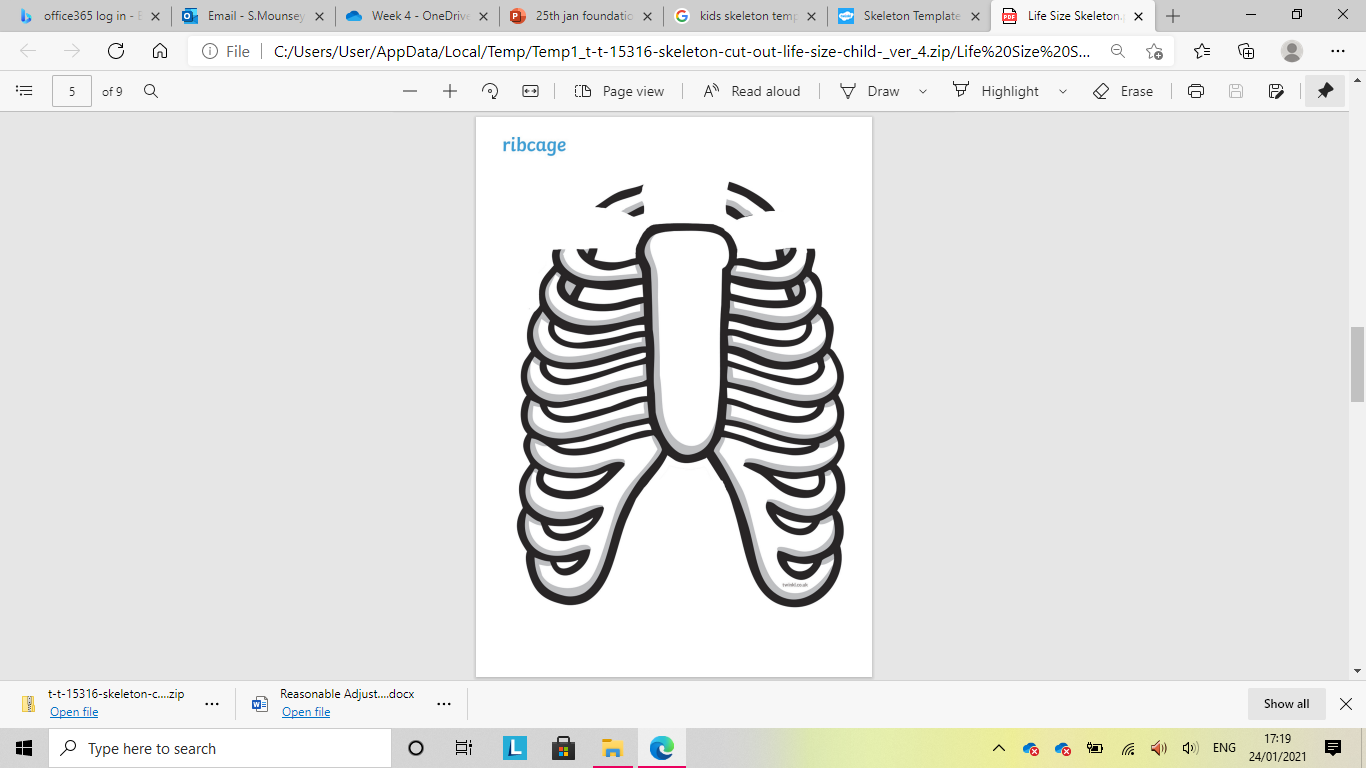 office365 log in - B
Email - S.Mounsey
Week 4 - OneDrive
25th jan foundatio
kids skeleton temp
Skeleton Template
Life Size Skeleton.p
File
C:/Users/User/AppData/Local/Temp/Temp1_t-t-15316-skeleton-cut-out-life-size-child-_ver_4.zip/Life%20Size%20S...
5 of 9
Page view
Read aloud
Draw
Highlight
Erase
ribcage
twinkl.co.uk
t-t-15316-skeleton-c....zip
Open file
Reasonable Adjust....docx
Open file
Show all
Type here to search
ENG
17:19
24/01/2021